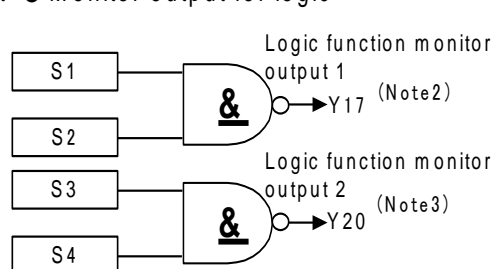 Monitor output for logic
Logic function monitor
output 1
S1
&
Y17 (Note2)
S2
Logic function monitor
output 2
S3
&
Y20 (Note3)
S4